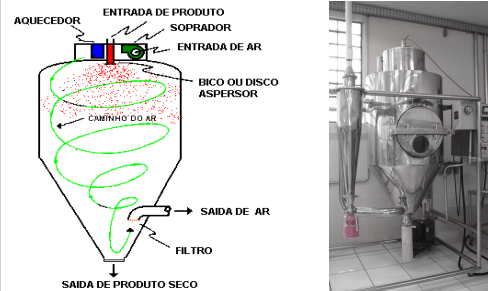 ENTRADA DE PRODUTO
AQUECEDOR
SOPRADOR
ENTRADA DE AR
BICO OU DISCO
ASPERSOR
CAMINHO DO AR
SAIDA DE AR
FILTRO
SAIDA DE PRODUTO SECO